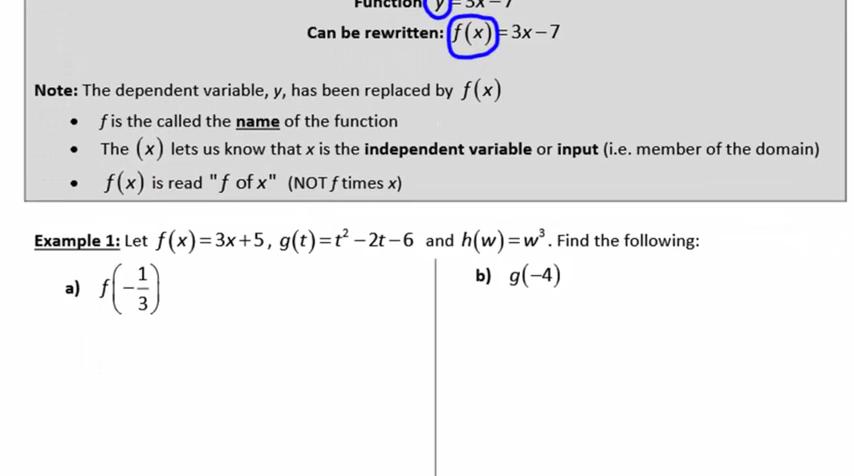 Function y = 3x − 7
Can be rewritten: f(x) = 3x − 7
Note: The dependent variable, y, has been replaced by f(x)
• f is the called the name of the function
• The (x) lets us know that x is the independent variable or input (i.e. member of the domain)
• f(x) is read "f of x" (NOT f times x)
Example 1: Let f(x) = 3x + 5, g(t) = t² − 2t − 6 and h(w) = w³. Find the following:
a) f(−1/3)
b) g(−4)